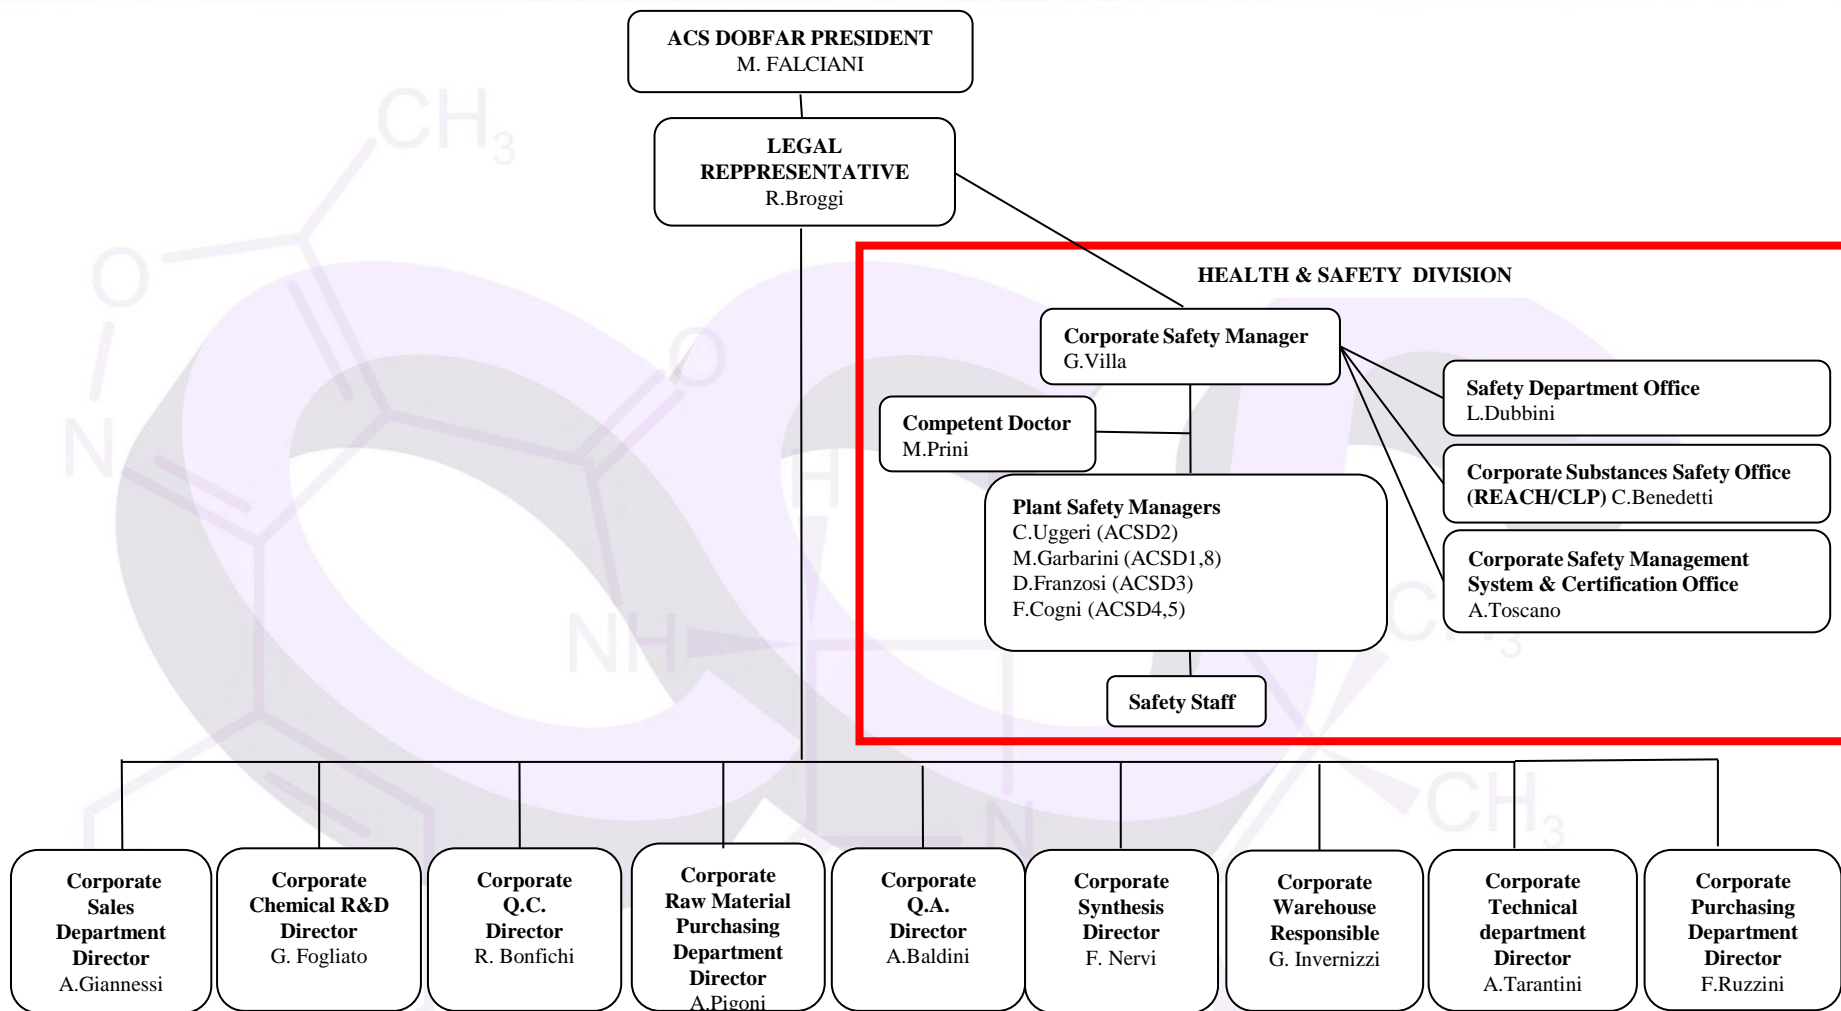 ACS DOBFAR PRESIDENT
M. FALCIANI
LEGAL
REPPRESENTATIVE
R.Broggi
HEALTH & SAFETY DIVISION
Corporate Safety Manager
G.Villa
Safety Department Office
L.Dubbini
Competent Doctor
M.Prini
Corporate Substances Safety Office
(REACH/CLP) C.Benedetti
Plant Safety Managers
C.Uggeri (ACSD2)
M.Garbarini (ACSD1,8)
D.Franzosi (ACSD3)
F.Cogni (ACSD4,5)
Corporate Safety Management
System & Certification Office
A.Toscano
Safety Staff
Corporate
Sales
Department
Director
A.Giannessi
Corporate
Chemical R&D
Director
G. Fogliato
Corporate
Q.C.
Director
R. Bonfichi
Corporate
Raw Material
Purchasing
Department
Director
A.Pigoni
Corporate
Q.A.
Director
A.Baldini
Corporate
Synthesis
Director
F. Nervi
Corporate
Warehouse
Responsible
G. Invernizzi
Corporate
Technical
department
Director
A.Tarantini
Corporate
Purchasing
Department
Director
F.Ruzzini
CH3
O
N
O
H
NH
N
CH3
CH3